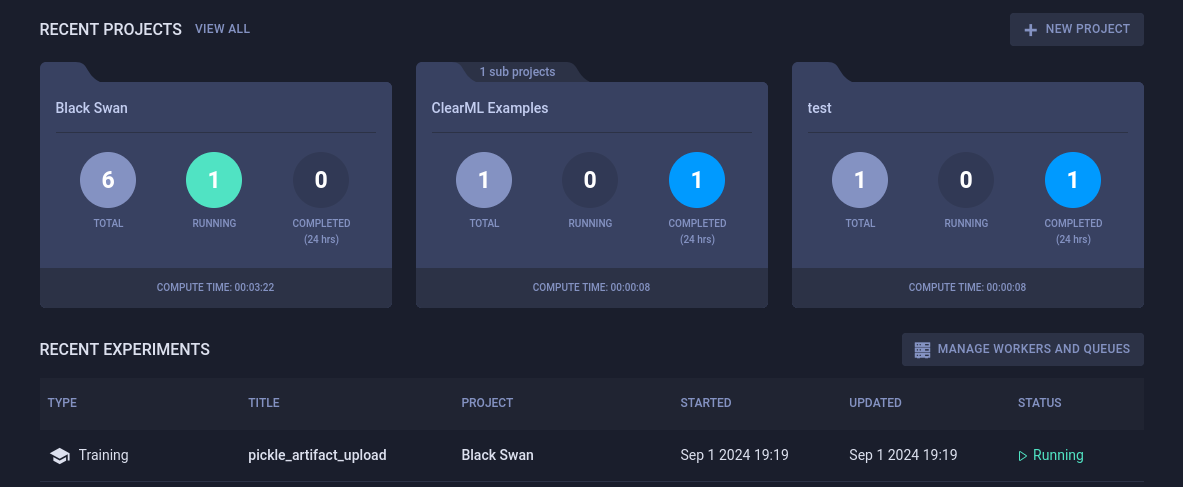 RECENT PROJECTS VIEW ALL
NEW PROJECT
Black Swan
6 1 0
TOTAL RUNNING COMPLETED
(24 hrs)
COMPUTE TIME: 00:03:22
1 sub projects
ClearML Examples
1 0 1
TOTAL RUNNING COMPLETED
(24 hrs)
COMPUTE TIME: 00:00:08
test
1 0 1
TOTAL RUNNING COMPLETED
(24 hrs)
COMPUTE TIME: 00:00:08
RECENT EXPERIMENTS
MANAGE WORKERS AND QUEUES
TYPE TITLE PROJECT STARTED UPDATED STATUS
Training pickle_artifact_upload Black Swan Sep 1 2024 19:19 Sep 1 2024 19:19 Running